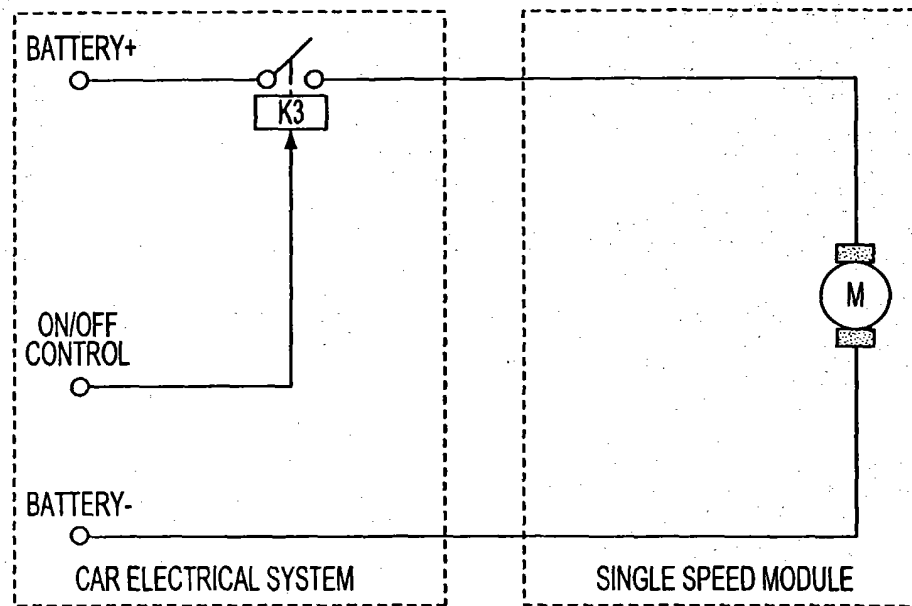 BATTERY+
K3
ON/OFF
CONTROL
M
BATTERY-
CAR ELECTRICAL SYSTEM
SINGLE SPEED MODULE